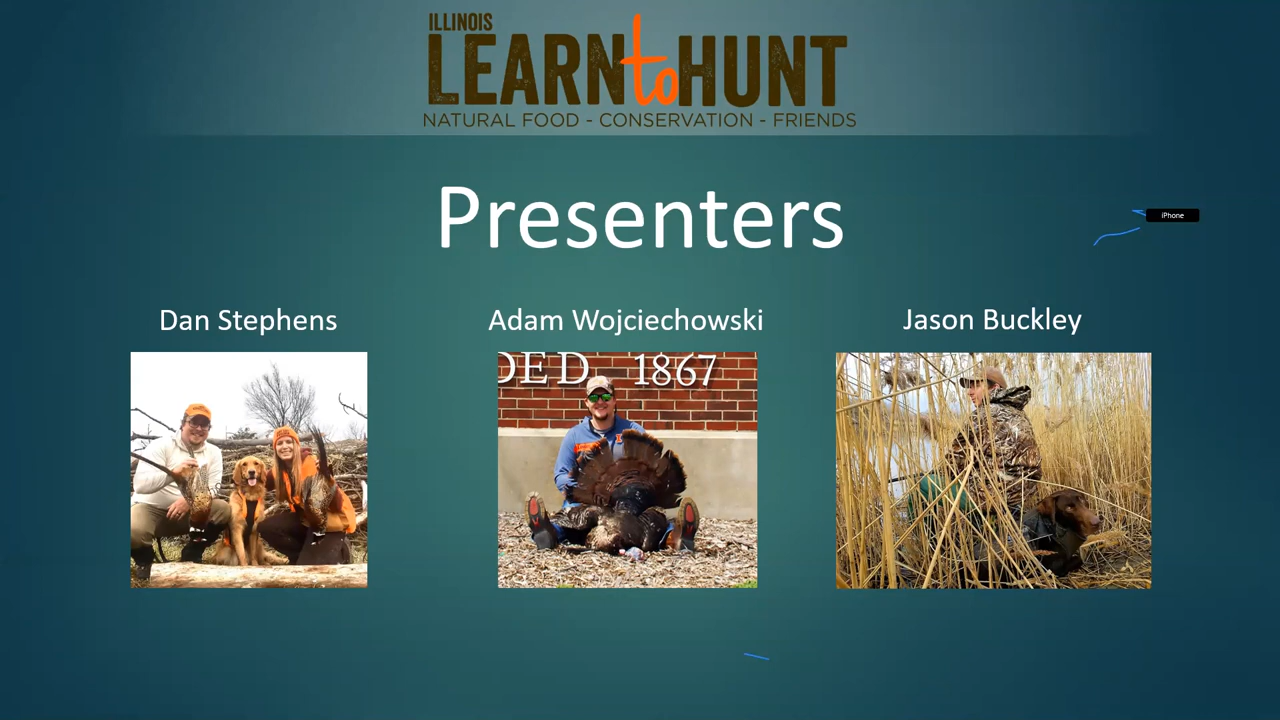 ILLINOIS
LEARN to HUNT
NATURAL FOOD - CONSERVATION - FRIENDS
Presenters
iPhone
Dan Stephens
Adam Wojciechowski
Jason Buckley
DED 1867